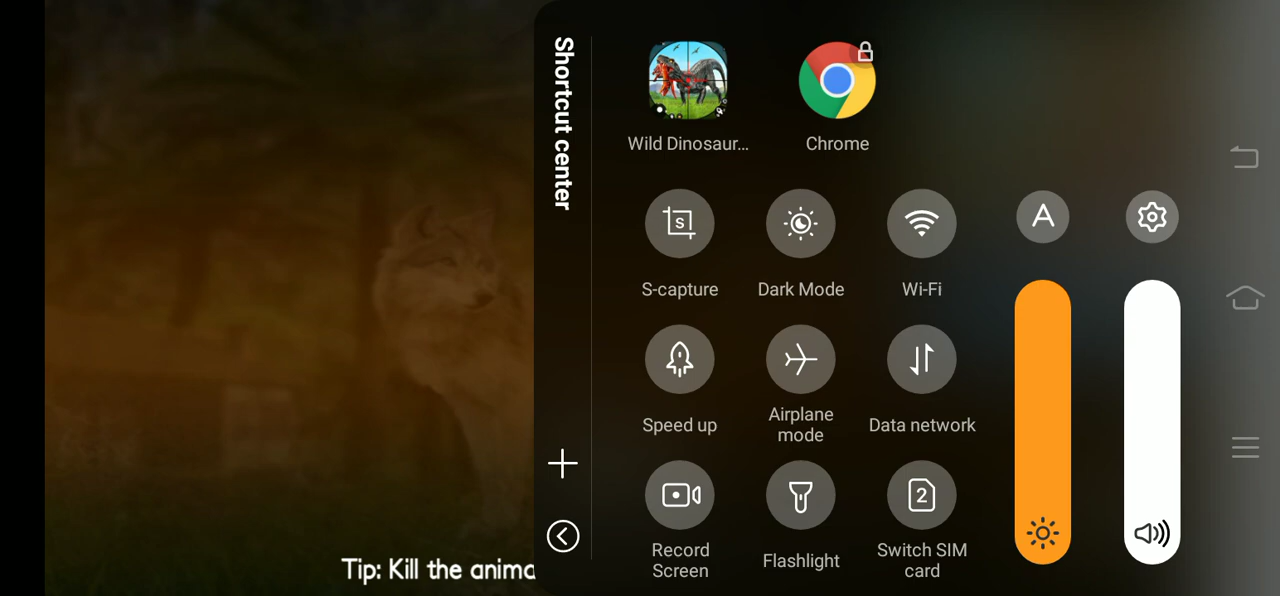 Shortcut center
Wild Dinosaur...
Chrome
S
A
S-capture
Dark Mode
Wi-Fi
Speed up
Airplane
mode
Data network
2
Record
Screen
Flashlight
Switch SIM
card
Tip: Kill the anima